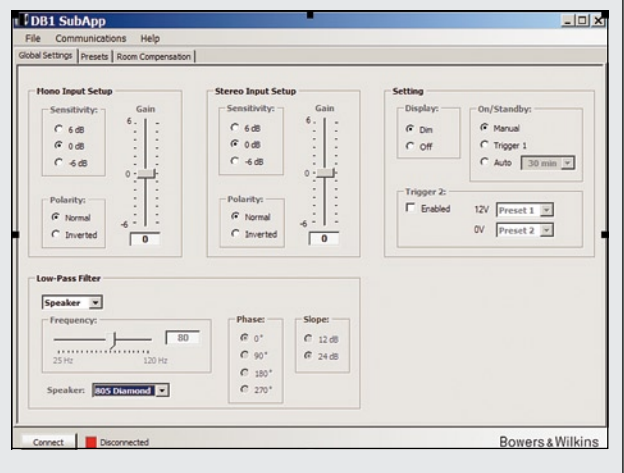 DB1 SubApp
File Communications Help
Global Settings Presets Room Compensation
Mono Input Setup
Sensitivity:
6 dB
0 dB
-6 dB
Polarity:
Normal
Inverted
Gain
6
0
-6
0
Stereo Input Setup
Sensitivity:
6 dB
0 dB
-6 dB
Polarity:
Normal
Inverted
Gain
6
0
-6
0
Setting
Display:
Dim
Off
On/Standby:
Manual
Trigger 1
Auto 30 min
Trigger 2:
Enabled
12V Preset 1
0V Preset 2
Low-Pass Filter
Speaker
Frequency:
80
25 Hz 120 Hz
Speaker: 805 Diamond
Phase:
0°
90°
180°
270°
Slope:
12 dB
24 dB
Connect Disconnected
Bowers & Wilkins